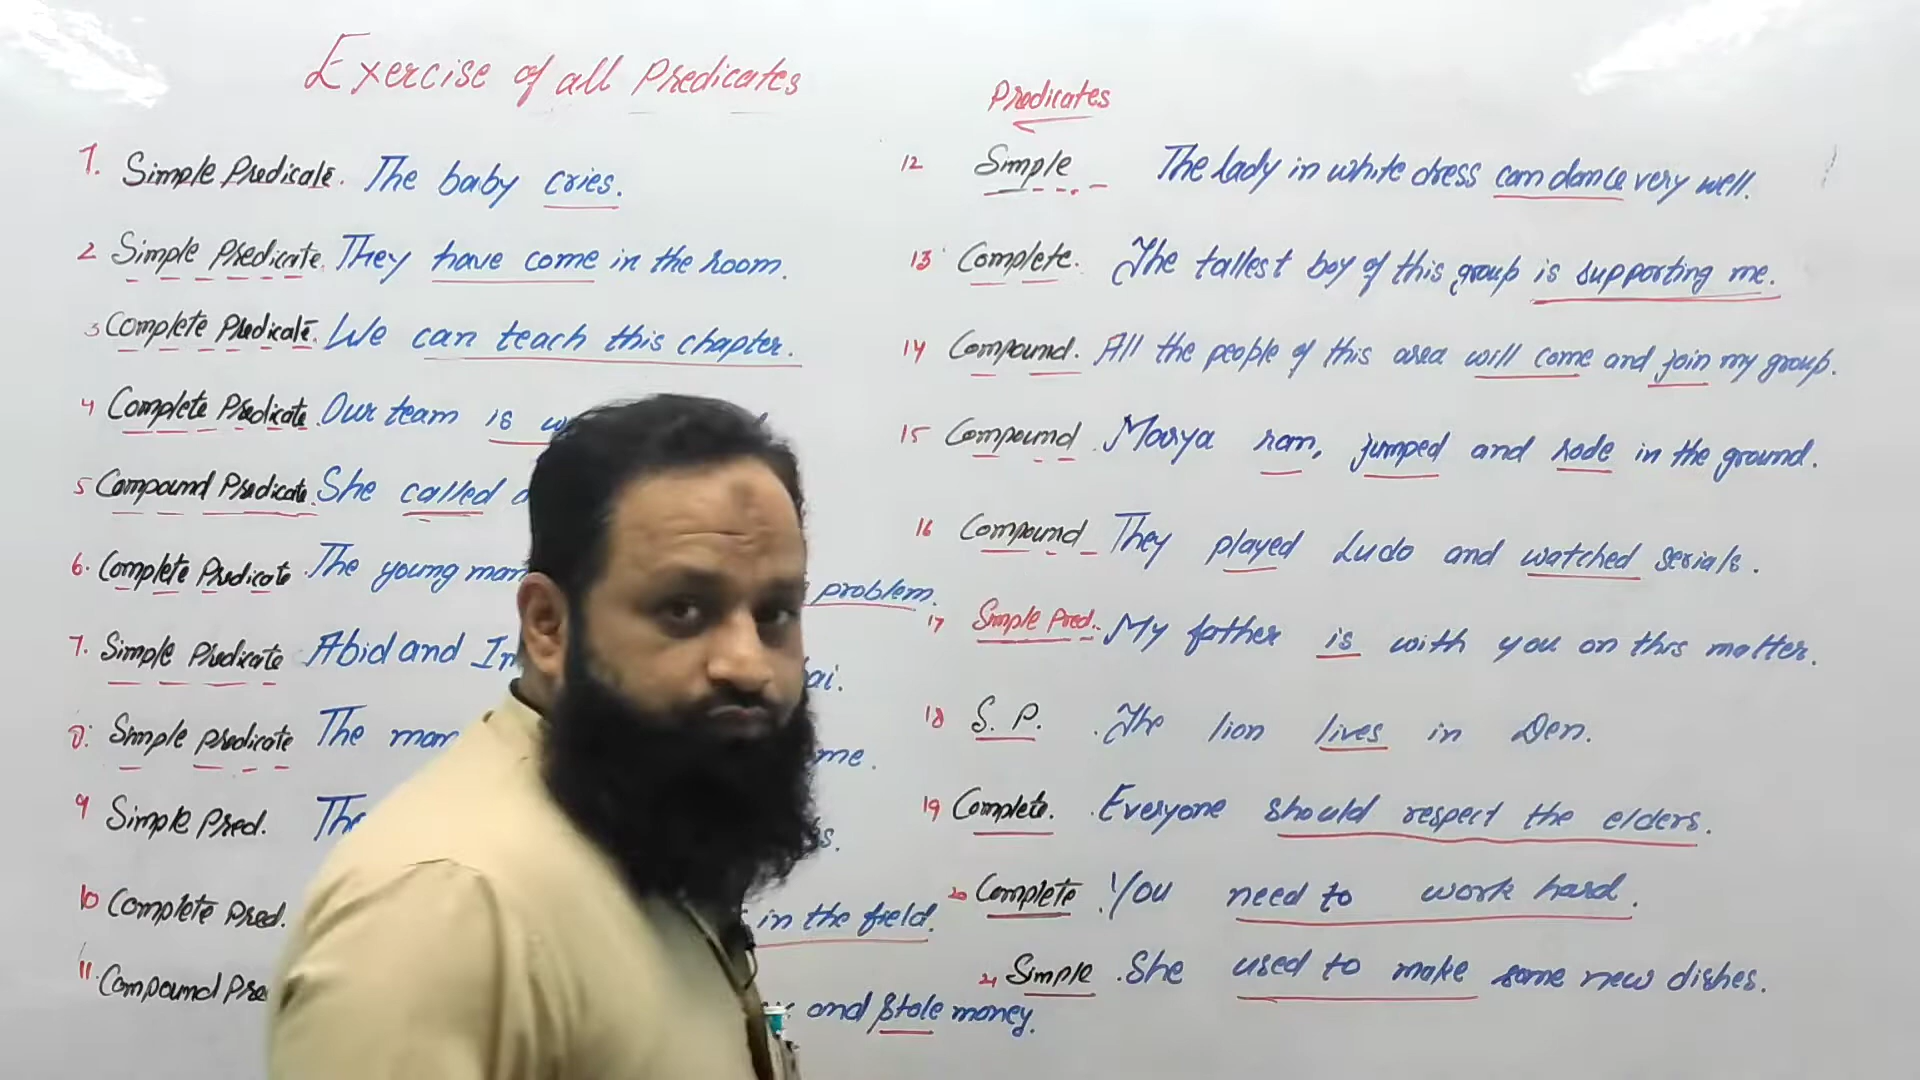 Exercise of all Predicates
1. Simple Predicate. The baby cries.
2 Simple Predicate. They have come in the room.
3 Complete Predicate. We can teach this chapter.
4 Complete Predicate. Our team is
5 Compound Predicate. She called
6. Complete Predicate. The young man problem.
7. Simple Predicate Abid and
8. Simple Predicate The man me.
9 Simple Pred. The
10 Complete Pred. in the field.
11. Compound Pre and stole money.
Predicates
12 Simple The lady in white dress can dance very well.
13. Complete. The tallest boy of this group is supporting me.
14 Compound. All the people of this area will come and join my group.
15 Compound. Marya ran, jumped and rode in the ground.
16 Compound They played Ludo and watched serials.
17 Simple Pred. My father is with you on this matter.
18 S. P. The lion lives in Den.
19 Complete. Everyone should respect the elders.
20 Complete You need to work hard.
21 Simple. She used to make some new dishes.